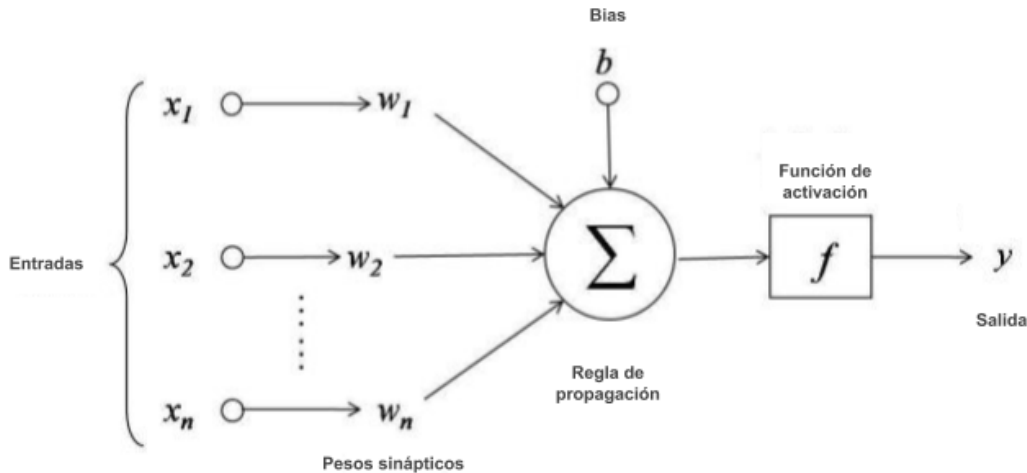 Bias
b
x₁
w₁
Función de
activación
Entradas
x₂
w₂
Σ
f
y
Salida
Regla de
propagación
xₙ
wₙ
Pesos sinápticos